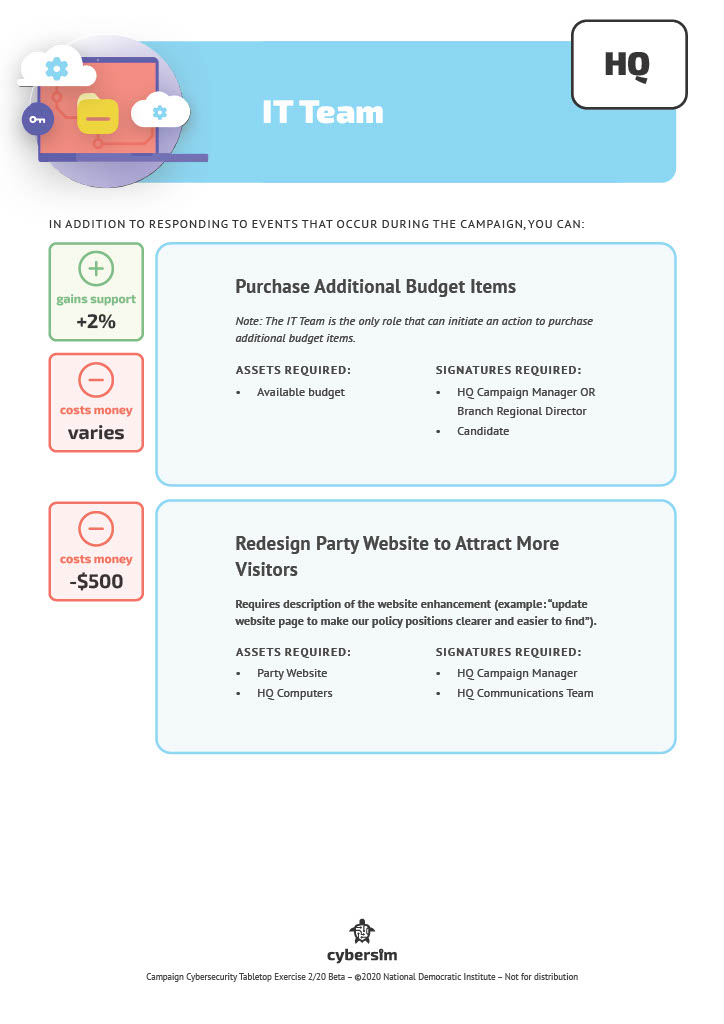 HQ
IT Team
IN ADDITION TO RESPONDING TO EVENTS THAT OCCUR DURING THE CAMPAIGN, YOU CAN:
gains support
+2%
costs money
varies
Purchase Additional Budget Items
Note: The IT Team is the only role that can initiate an action to purchase
additional budget items.
ASSETS REQUIRED:
• Available budget
SIGNATURES REQUIRED:
• HQ Campaign Manager OR
Branch Regional Director
• Candidate
costs money
-$500
Redesign Party Website to Attract More
Visitors
Requires description of the website enhancement (example: “update
website page to make our policy positions clearer and easier to find”).
ASSETS REQUIRED:
• Party Website
• HQ Computers
SIGNATURES REQUIRED:
• HQ Campaign Manager
• HQ Communications Team
cybersim
Campaign Cybersecurity Tabletop Exercise 2/20 Beta – ©2020 National Democratic Institute – Not for distribution